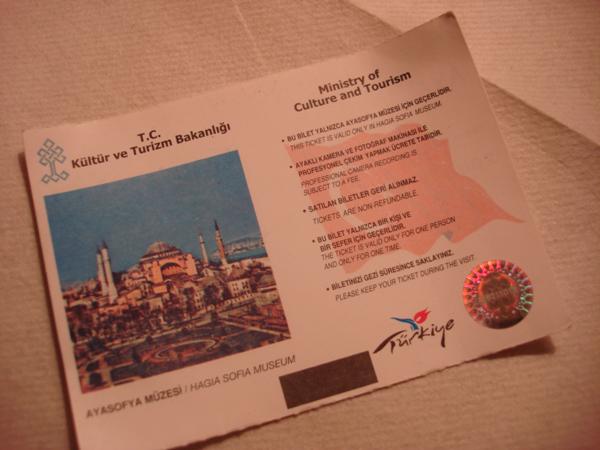 T.C.
Kültür ve Turizm Bakanlığı
AYASOFYA MÜZESİ / HAGIA SOFIA MUSEUM
Ministry of
Culture and Tourism
• BU BİLET YALNIZCA AYASOFYA MÜZESİ İÇİN GEÇERLİDİR.
THIS TICKET IS VALID ONLY IN HAGIA SOFIA MUSEUM.
• AYAKLI KAMERA VE FOTOĞRAF MAKİNASI İLE
PROFESYONEL ÇEKİM YAPMAK ÜCRETE TABİDİR.
PROFESSIONAL CAMERA RECORDING IS
SUBJECT TO A FEE.
• SATILAN BİLETLER GERİ ALINMAZ.
TICKETS ARE NON-REFUNDABLE.
• BU BİLET YALNIZCA BİR KİŞİ VE
BİR SEFER İÇİN GEÇERLİDİR.
THE TICKET IS VALID ONLY FOR ONE PERSON
AND ONLY FOR ONE TIME.
• BİLETİNİZİ GEZİ SÜRESİNCE SAKLAYINIZ.
PLEASE KEEP YOUR TICKET DURING THE VISIT.
Türkiye